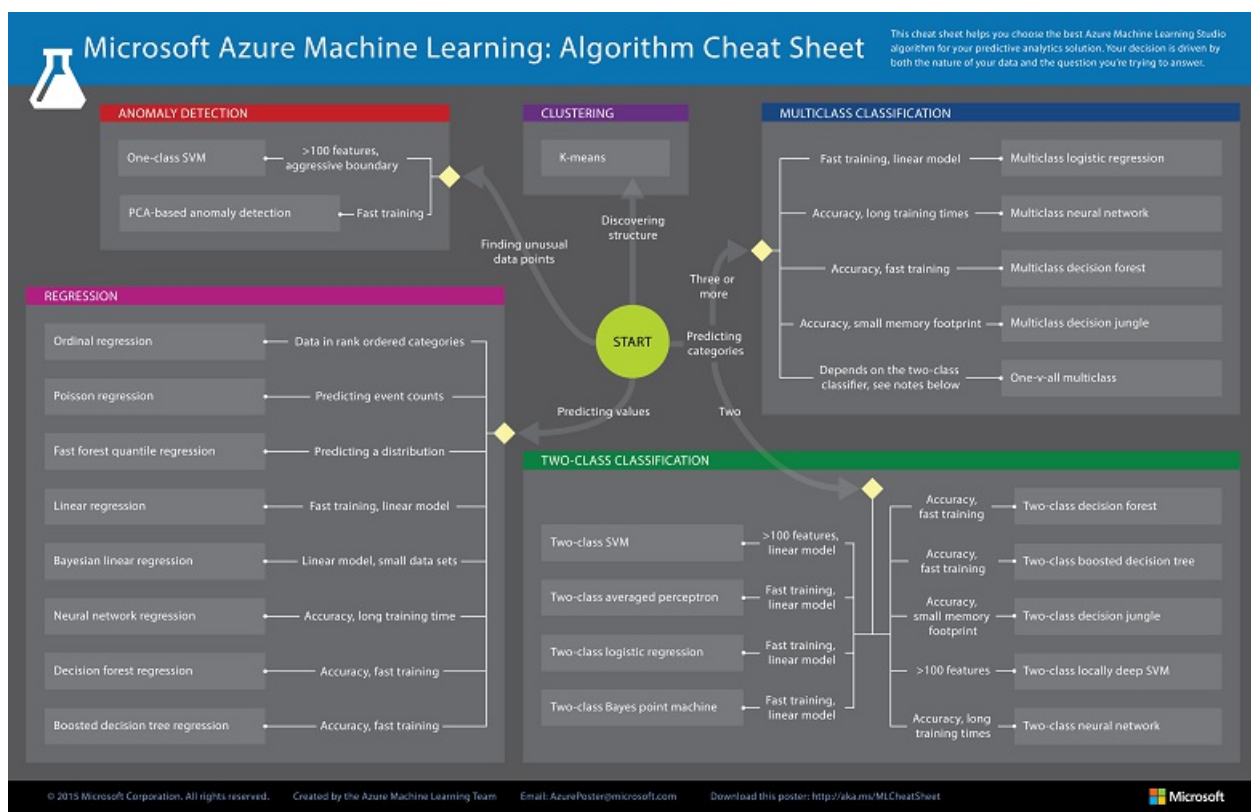 Microsoft Azure Machine Learning: Algorithm Cheat Sheet
This cheat sheet helps you choose the best Azure Machine Learning Studio
algorithm for your predictive analytics solution. Your decision is driven by
both the nature of your data and the question you're trying to answer.
ANOMALY DETECTION
One-class SVM
>100 features,
aggressive boundary
PCA-based anomaly detection
Fast training
CLUSTERING
K-means
MULTICLASS CLASSIFICATION
Fast training, linear model
Multiclass logistic regression
Accuracy, long training times
Multiclass neural network
Accuracy, fast training
Multiclass decision forest
Accuracy, small memory footprint
Multiclass decision jungle
Depends on the two-class
classifier, see notes below
One-v-all multiclass
Finding unusual
data points
Discovering
structure
Three or
more
START
Predicting
categories
Predicting values
Two
REGRESSION
Ordinal regression
Data in rank ordered categories
Poisson regression
Predicting event counts
Fast forest quantile regression
Predicting a distribution
Linear regression
Fast training, linear model
Bayesian linear regression
Linear model, small data sets
Neural network regression
Accuracy, long training time
Decision forest regression
Accuracy, fast training
Boosted decision tree regression
Accuracy, fast training
TWO-CLASS CLASSIFICATION
Two-class SVM
>100 features,
linear model
Two-class averaged perceptron
Fast training,
linear model
Two-class logistic regression
Fast training,
linear model
Two-class Bayes point machine
Fast training,
linear model
Accuracy,
fast training
Two-class decision forest
Accuracy,
fast training
Two-class boosted decision tree
Accuracy,
small memory
footprint
Two-class decision jungle
>100 features
Two-class locally deep SVM
Accuracy, long
training times
Two-class neural network
© 2015 Microsoft Corporation. All rights reserved.
Created by the Azure Machine Learning Team
Email: AzurePoster@microsoft.com
Download this poster: http://aka.ms/MLCheatSheet
Microsoft